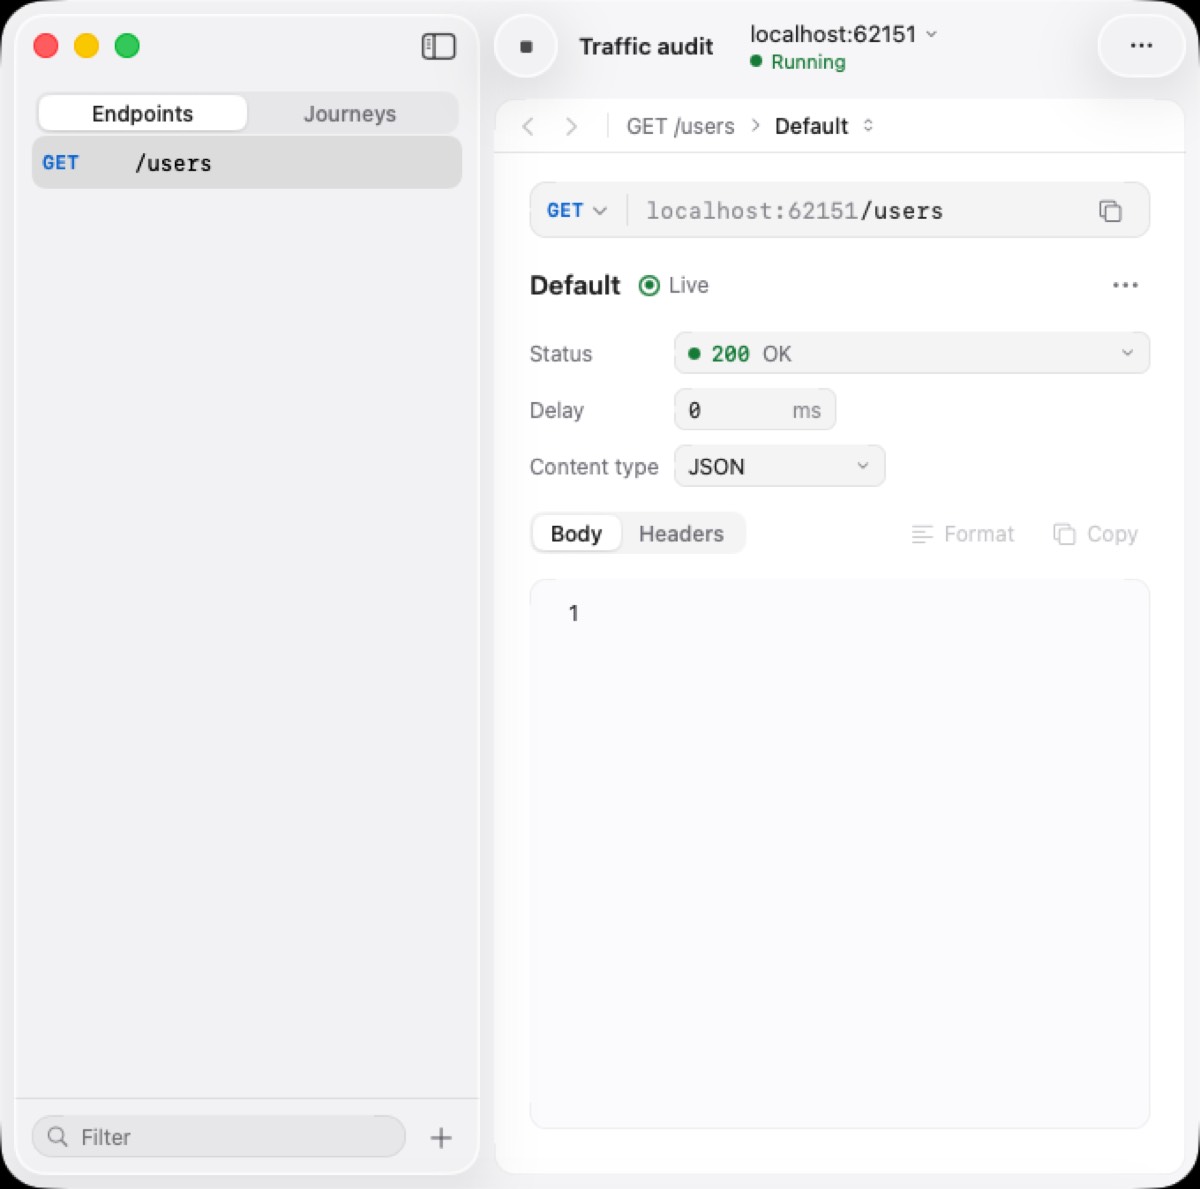 Traffic audit
localhost:62151
Running
Endpoints
Journeys
GET /users
GET /users > Default
GET localhost:62151/users
Default Live
Status 200 OK
Delay 0 ms
Content type JSON
Body Headers Format Copy
1
Filter